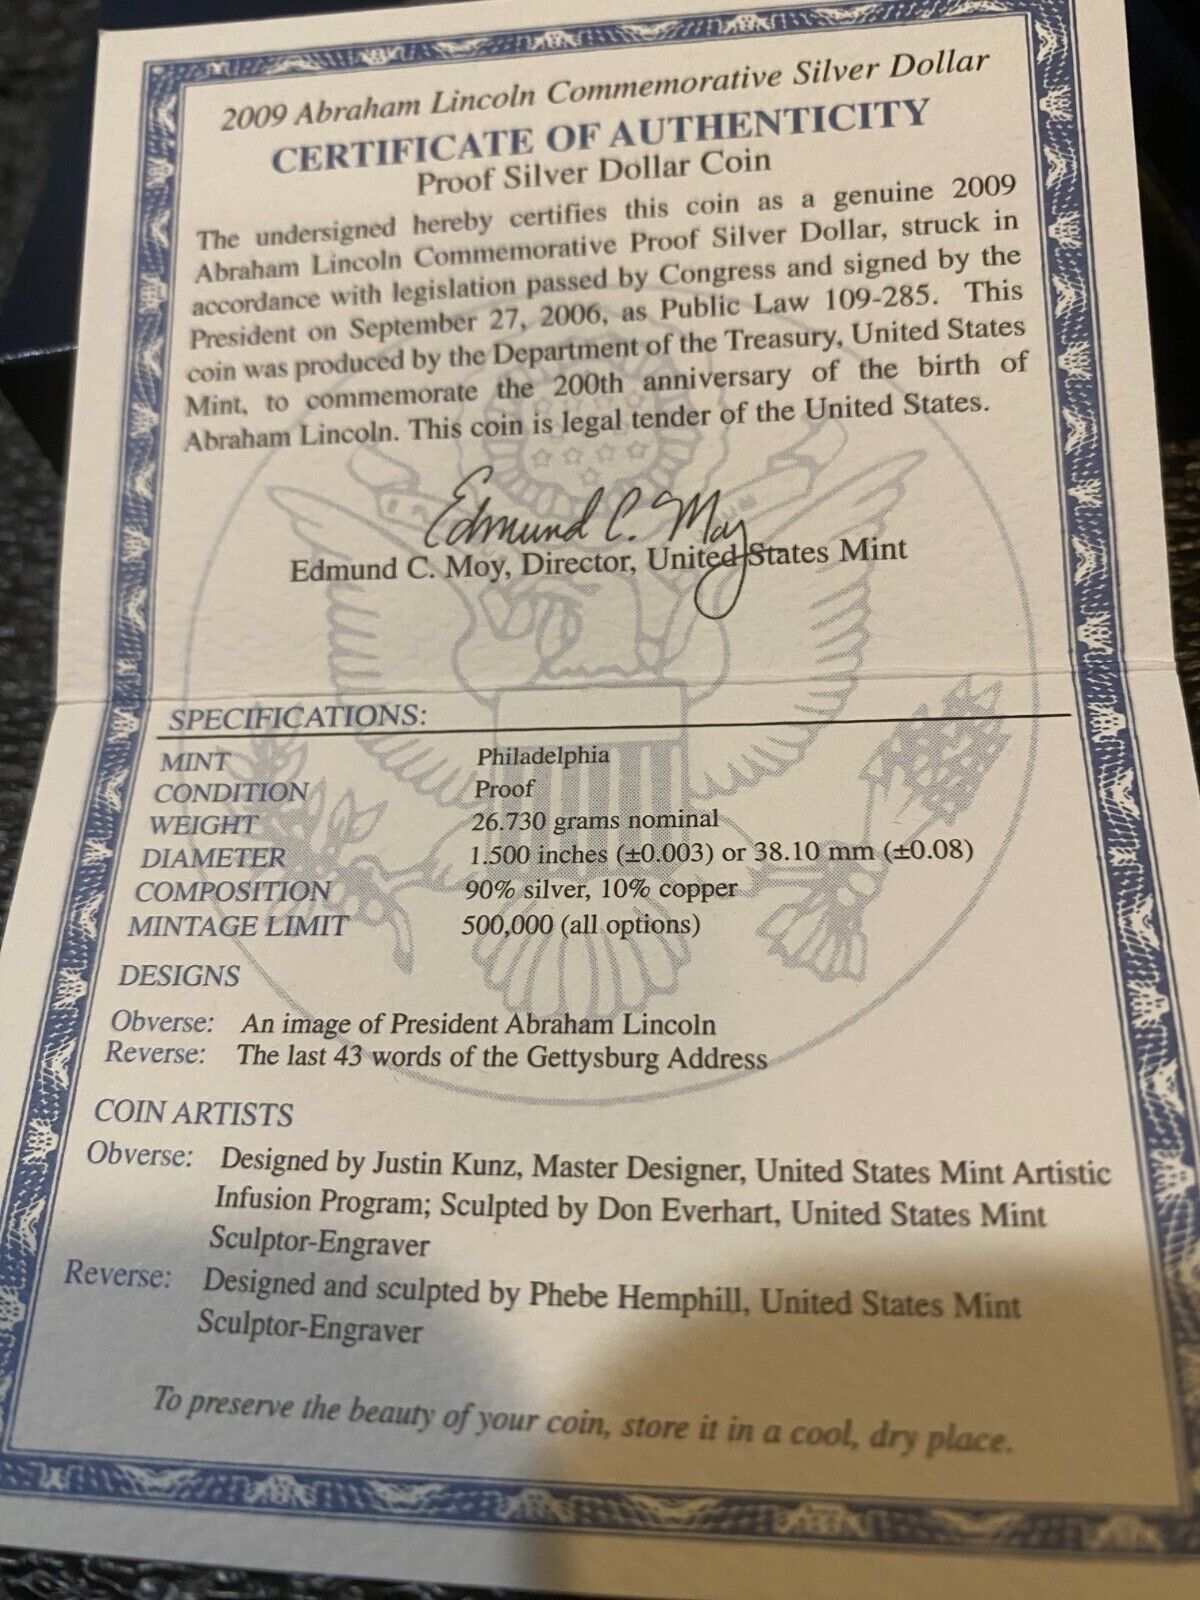 2009 Abraham Lincoln Commemorative Silver Dollar
CERTIFICATE OF AUTHENTICITY
Proof Silver Dollar Coin
The undersigned hereby certifies this coin as a genuine 2009
Abraham Lincoln Commemorative Proof Silver Dollar, struck in
accordance with legislation passed by Congress and signed by the
President on September 27, 2006, as Public Law 109-285. This
coin was produced by the Department of the Treasury, United States
Mint, to commemorate the 200th anniversary of the birth of
Abraham Lincoln. This coin is legal tender of the United States.
Edmund C. Moy
Edmund C. Moy, Director, United States Mint
SPECIFICATIONS:
MINT Philadelphia
CONDITION Proof
WEIGHT 26.730 grams nominal
DIAMETER 1.500 inches (±0.003) or 38.10 mm (±0.08)
COMPOSITION 90% silver, 10% copper
MINTAGE LIMIT 500,000 (all options)
DESIGNS
Obverse: An image of President Abraham Lincoln
Reverse: The last 43 words of the Gettysburg Address
COIN ARTISTS
Obverse: Designed by Justin Kunz, Master Designer, United States Mint Artistic
Infusion Program; Sculpted by Don Everhart, United States Mint
Sculptor-Engraver
Reverse: Designed and sculpted by Phebe Hemphill, United States Mint
Sculptor-Engraver
To preserve the beauty of your coin, store it in a cool, dry place.